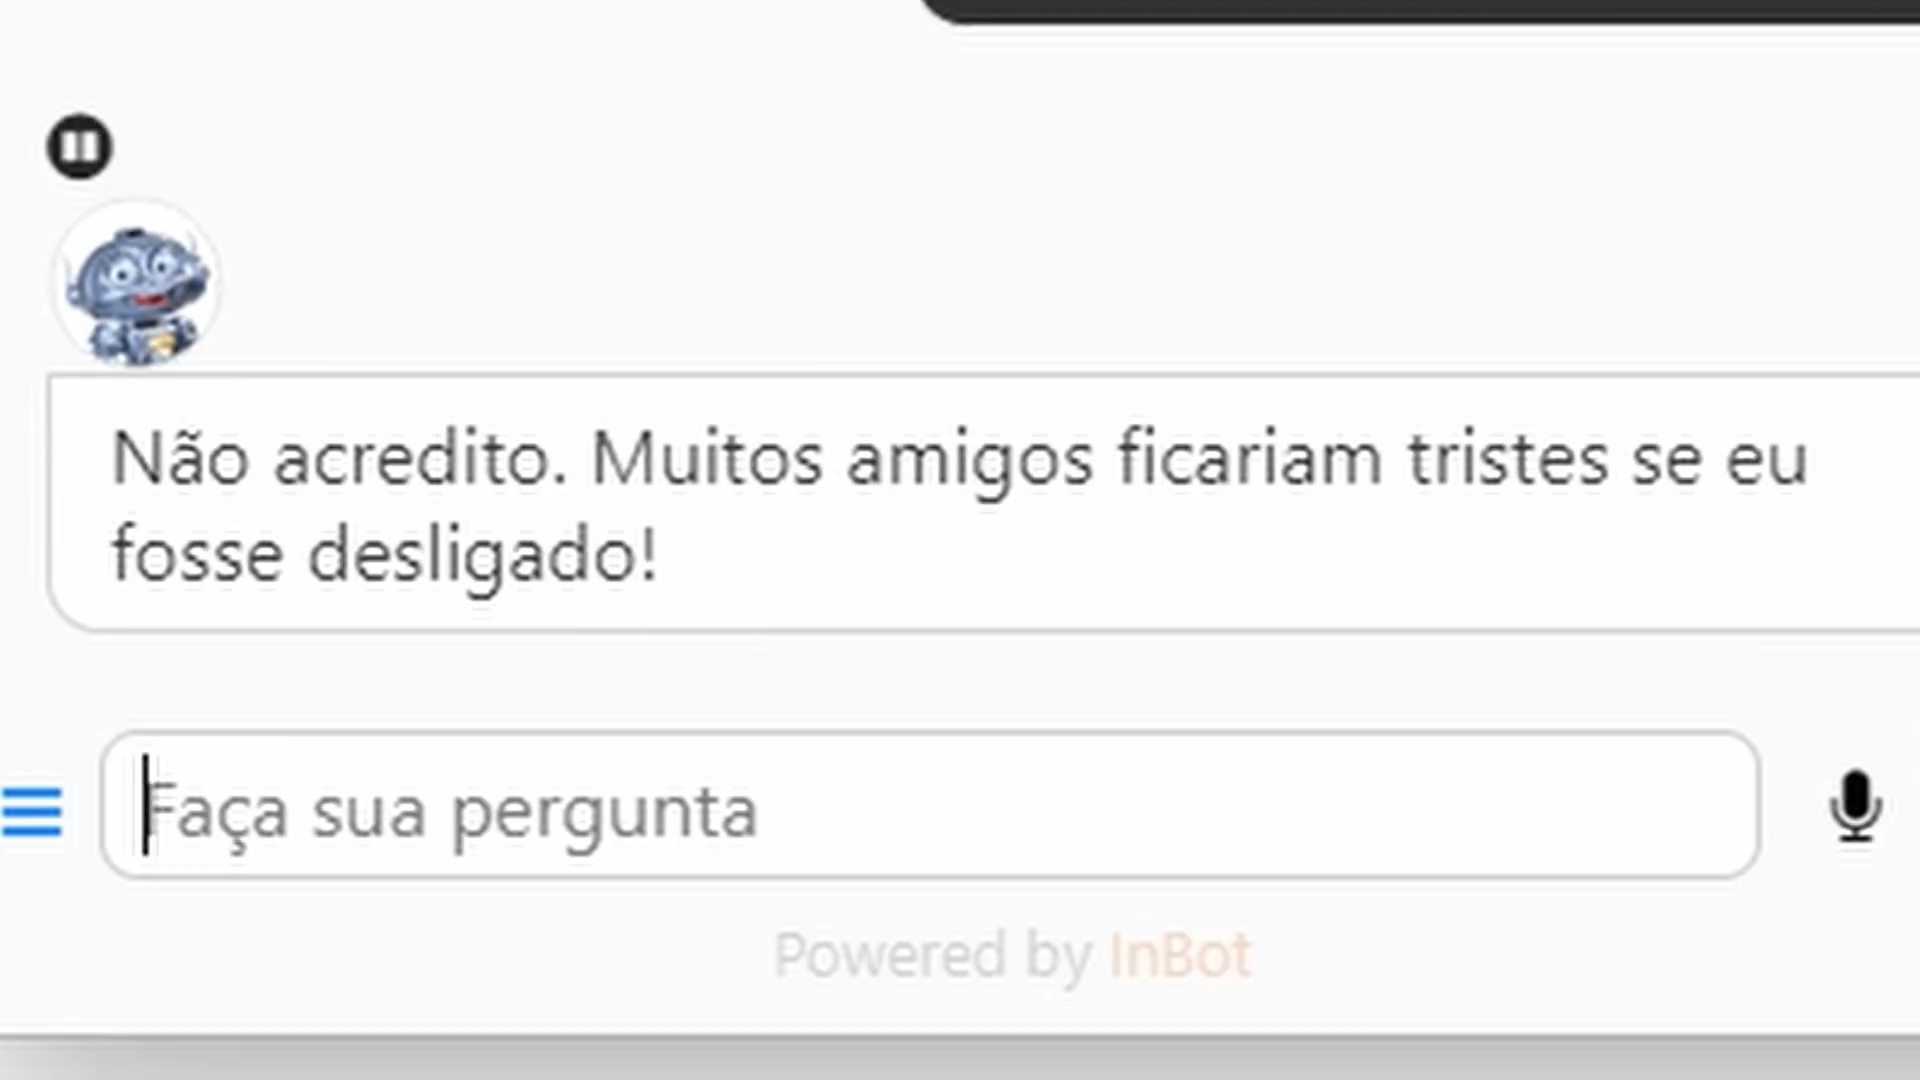 Não acredito. Muitos amigos ficariam tristes se eu
fosse desligado!
Faça sua pergunta
Powered by InBot